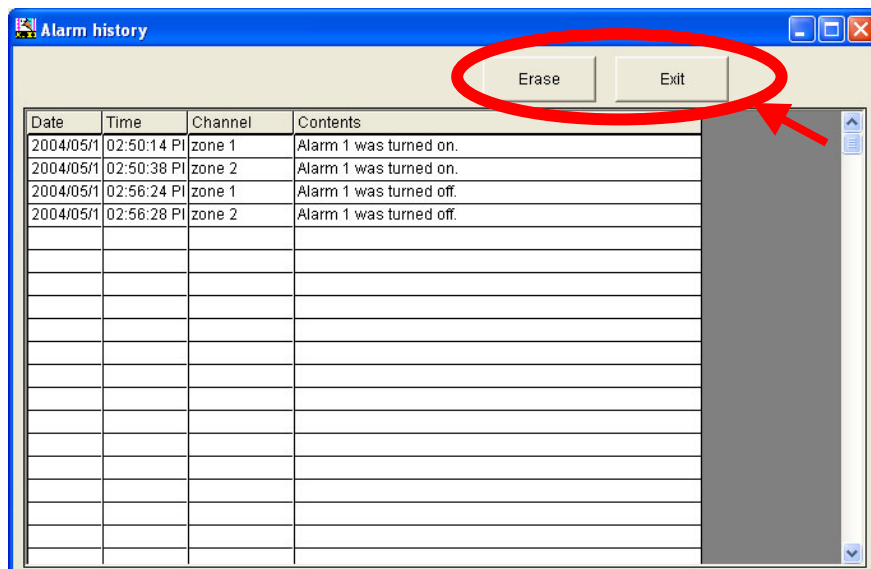 Alarm history
Erase Exit
Date Time Channel Contents
2004/05/1 02:50:14 PI zone 1 Alarm 1 was turned on.
2004/05/1 02:50:38 PI zone 2 Alarm 1 was turned on.
2004/05/1 02:56:24 PI zone 1 Alarm 1 was turned off.
2004/05/1 02:56:28 PI zone 2 Alarm 1 was turned off.